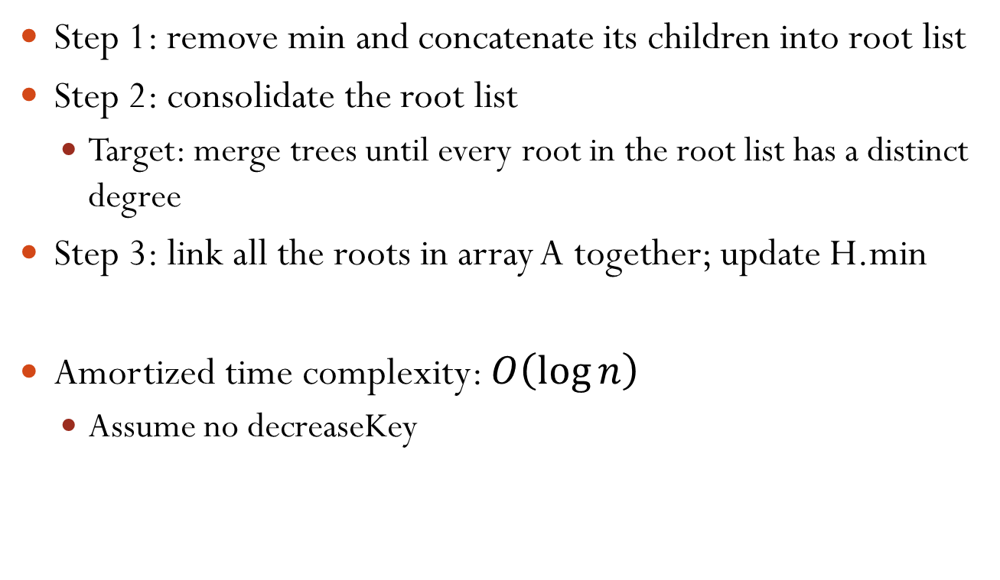 • Step 1: remove min and concatenate its children into root list
• Step 2: consolidate the root list
• Target: merge trees until every root in the root list has a distinct
degree
• Step 3: link all the roots in array A together; update H.min
• Amortized time complexity: O(log n)
• Assume no decreaseKey